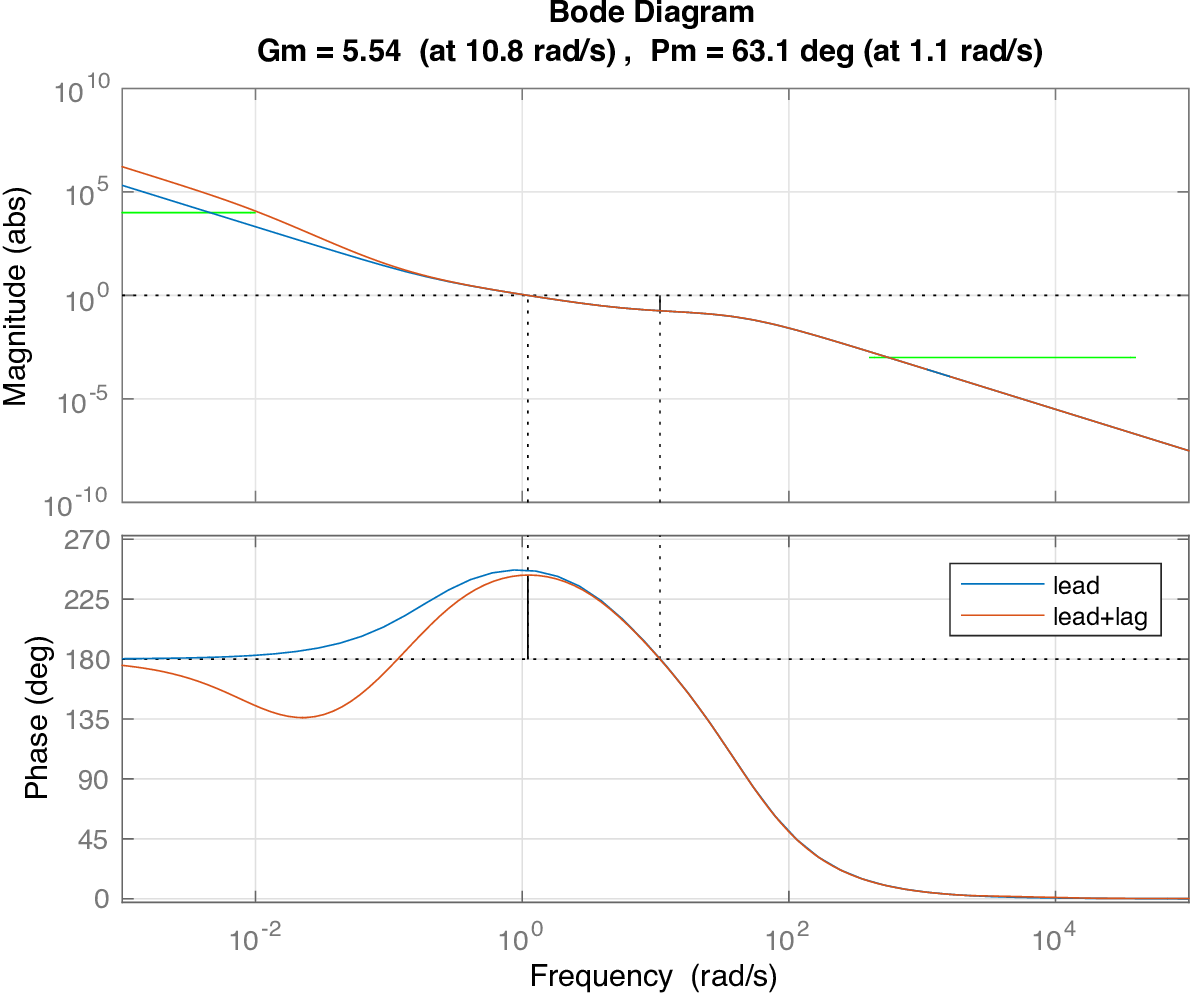 Bode Diagram
Gm = 5.54  (at 10.8 rad/s) ,  Pm = 63.1 deg (at 1.1 rad/s)
Magnitude (abs)
10^10
10^5
10^0
10^-5
10^-10
Phase (deg)
270
225
180
135
90
45
0
lead
lead+lag
10^-2
10^0
10^2
10^4
Frequency  (rad/s)